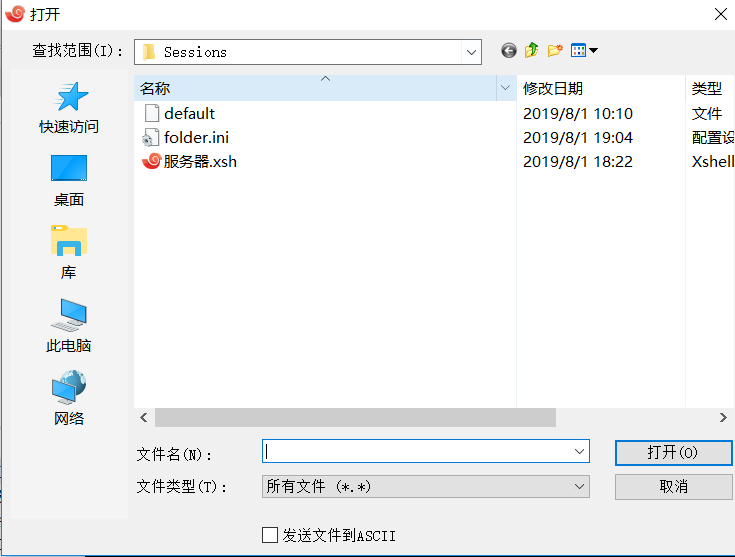 打开
查找范围(I): Sessions
名称 修改日期 类型
default 2019/8/1 10:10 文件
folder.ini 2019/8/1 19:04 配置设
服务器.xsh 2019/8/1 18:22 Xshell
快速访问
桌面
库
此电脑
网络
文件名(N): 打开(O)
文件类型(T): 所有文件 (*.*) 取消
发送文件到ASCII